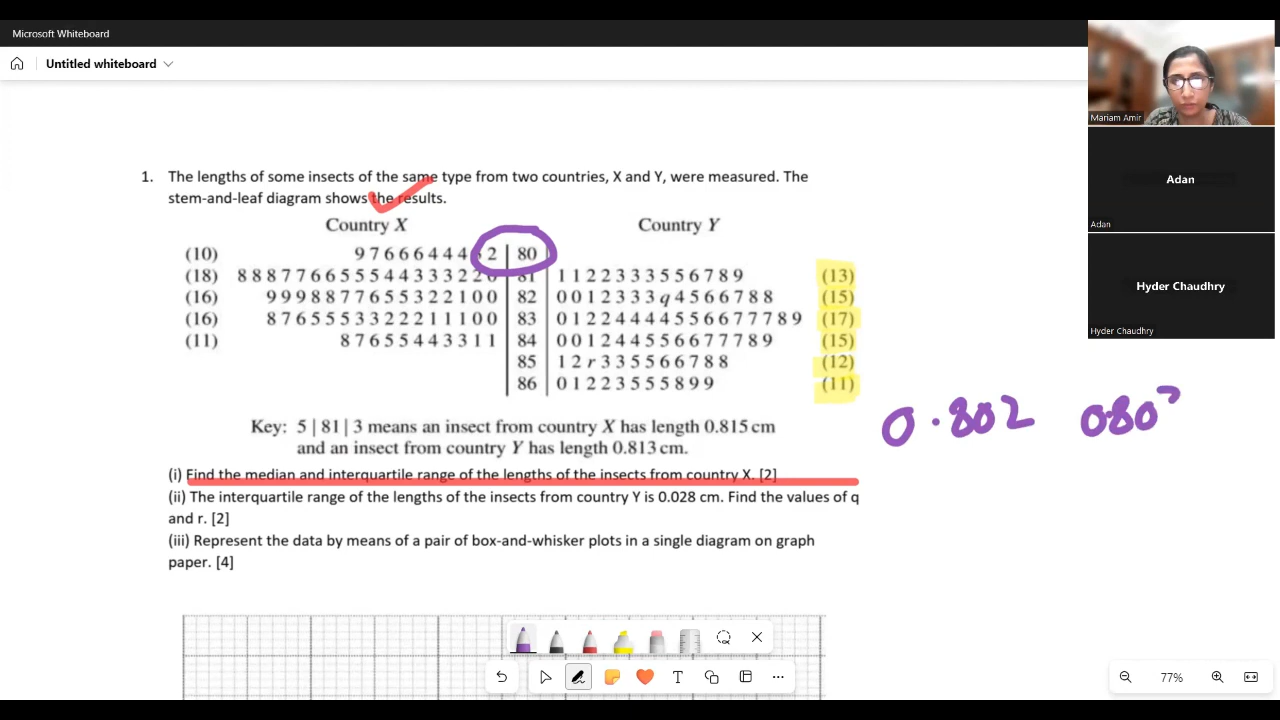 Microsoft Whiteboard
Untitled whiteboard
Mariam Amir
Adan
Adan
Hyder Chaudhry
Hyder Chaudhry
1. The lengths of some insects of the same type from two countries, X and Y, were measured. The
stem-and-leaf diagram shows the results.
Country X Country Y
(10) 9 7 6 6 6 4 4 4 2 | 80 |
(18) 8 8 8 7 7 6 6 5 5 5 4 4 3 3 3 2 2 0 | 81 | 1 1 2 2 3 3 3 5 5 6 7 8 9 (13)
(16) 9 9 9 8 8 7 7 6 5 5 3 2 2 1 0 0 | 82 | 0 0 1 2 3 3 3 q 4 5 6 6 7 8 8 (15)
(16) 8 7 6 5 5 5 3 3 2 2 2 1 1 1 0 0 | 83 | 0 1 2 2 4 4 4 4 5 5 6 6 7 7 7 8 9 (17)
(11) 8 7 6 5 5 4 4 3 3 1 1 | 84 | 0 0 1 2 4 4 5 5 6 6 7 7 7 8 9 (15)
85 | 1 2 r 3 3 5 5 6 6 7 8 8 (12)
86 | 0 1 2 2 3 5 5 5 8 9 9 (11)
0.802 080
Key: 5 | 81 | 3 means an insect from country X has length 0.815 cm
and an insect from country Y has length 0.813 cm.
(i) Find the median and interquartile range of the lengths of the insects from country X. [2]
(ii) The interquartile range of the lengths of the insects from country Y is 0.028 cm. Find the values of q
and r. [2]
(iii) Represent the data by means of a pair of box-and-whisker plots in a single diagram on graph
paper. [4]
77%